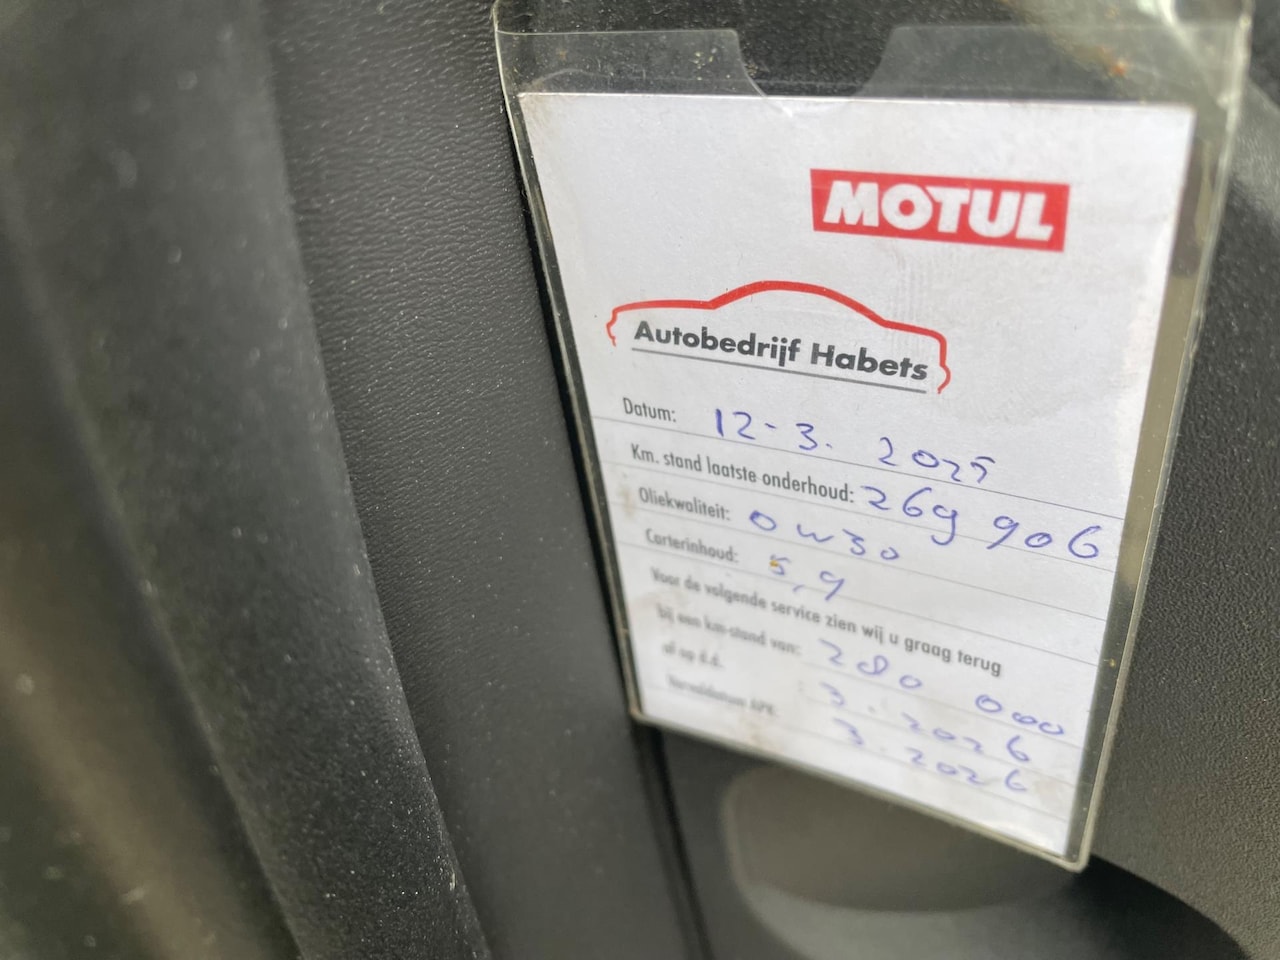 MOTUL
Autobedrijf Habets
Datum: 12-3. 2025
Km. stand laatste onderhoud: 269 906
Oliekwaliteit: 0w30
Carterinhoud: 5,9
Voor de volgende service zien wij u graag terug
bij een km-stand van: 280 000
of op d.d. 3.2026
Vervaldatum APK: 3.2026